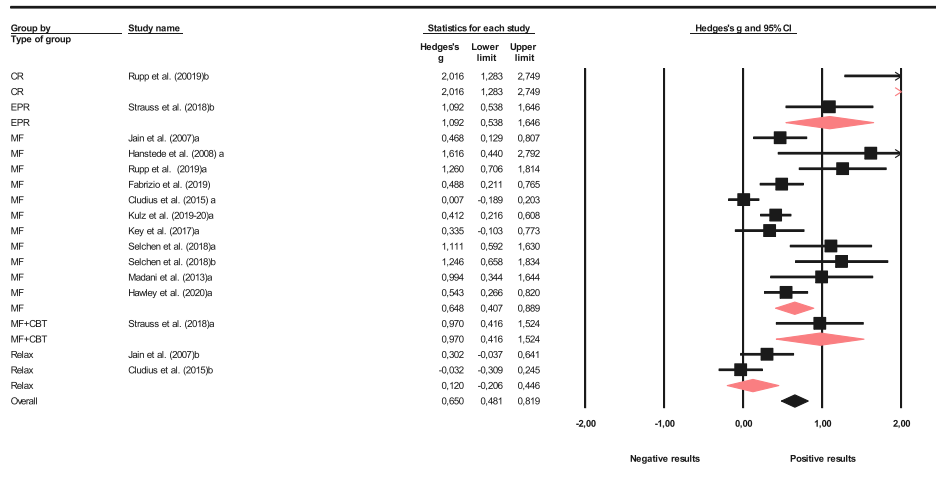 Group by Study name Statistics for each study Hedges's g and 95% CI
Type of group
Hedges's Lower Upper
g limit limit
CR Rupp et al. (20019)b 2,016 1,283 2,749
CR 2,016 1,283 2,749
EPR Strauss et al. (2018)b 1,092 0,538 1,646
EPR 1,092 0,538 1,646
MF Jain et al. (2007)a 0,468 0,129 0,807
MF Hanstede et al. (2008) a 1,616 0,440 2,792
MF Rupp et al. (2019)a 1,260 0,706 1,814
MF Fabrizio et al. (2019) 0,488 0,211 0,765
MF Cludius et al. (2015) a 0,007 -0,189 0,203
MF Kulz et al. (2019-20)a 0,412 0,216 0,608
MF Key et al. (2017)a 0,335 -0,103 0,773
MF Selchen et al. (2018)a 1,111 0,592 1,630
MF Selchen et al. (2018)b 1,246 0,658 1,834
MF Madani et al. (2013)a 0,994 0,344 1,644
MF Hawley et al. (2020)a 0,543 0,266 0,820
MF 0,648 0,407 0,889
MF+CBT Strauss et al. (2018)a 0,970 0,416 1,524
MF+CBT 0,970 0,416 1,524
Relax Jain et al. (2007)b 0,302 -0,037 0,641
Relax Cludius et al. (2015)b -0,032 -0,309 0,245
Relax 0,120 -0,206 0,446
Overall 0,650 0,481 0,819
-2,00 -1,00 0,00 1,00 2,00
Negative results Positive results